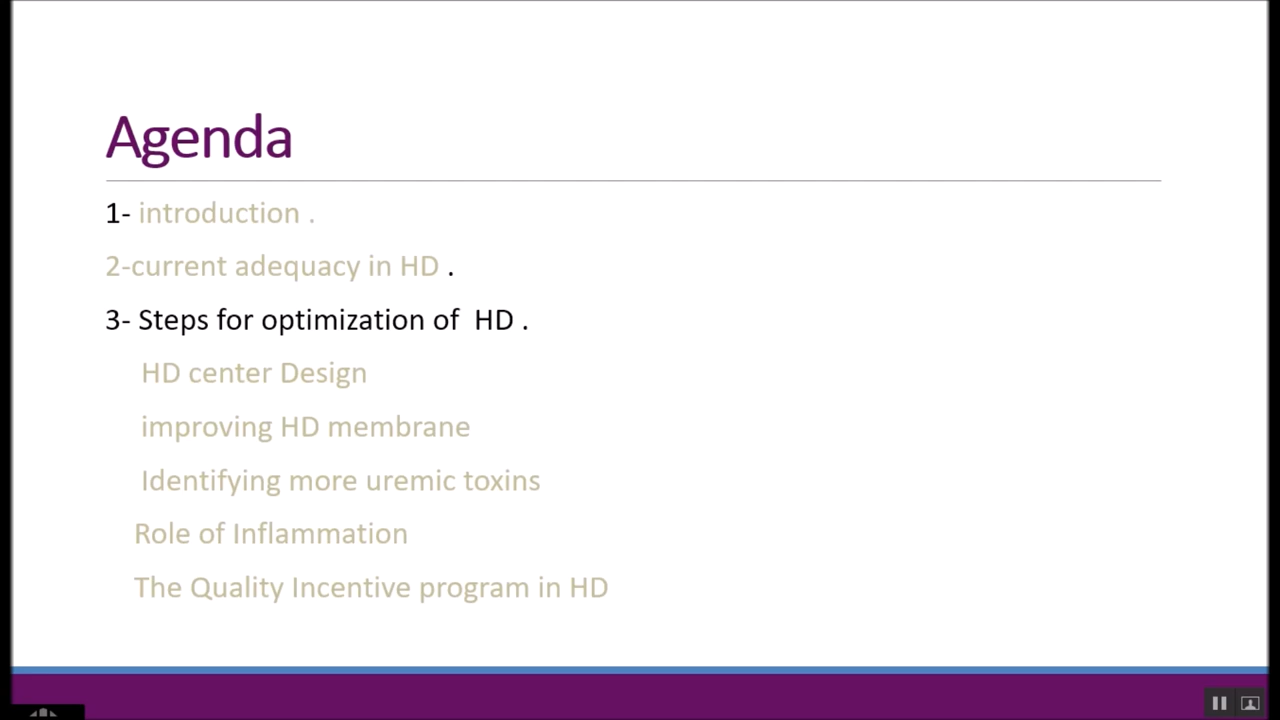 Agenda
1- introduction .
2-current adequacy in HD .
3- Steps for optimization of  HD .
HD center Design
improving HD membrane
Identifying more uremic toxins
Role of Inflammation
The Quality Incentive program in HD